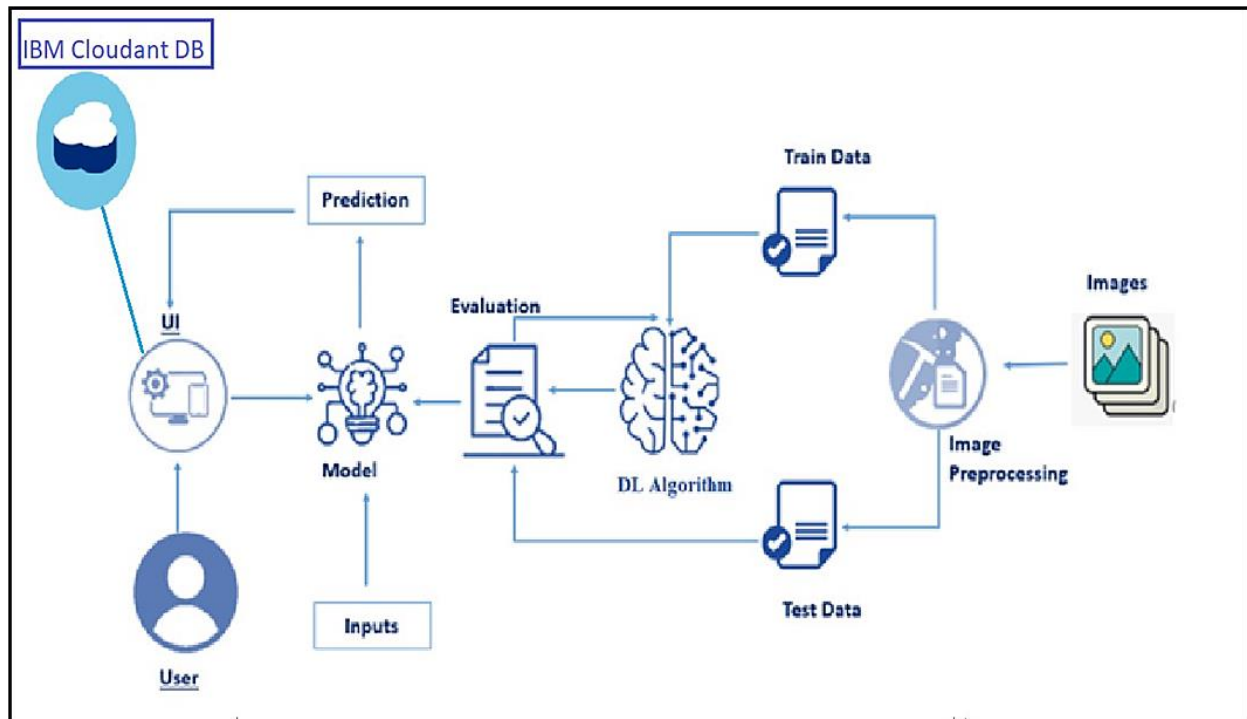 IBM Cloudant DB
Train Data
Prediction
Images
Evaluation
UI
Image
Preprocessing
Model
DL Algorithm
Test Data
Inputs
User